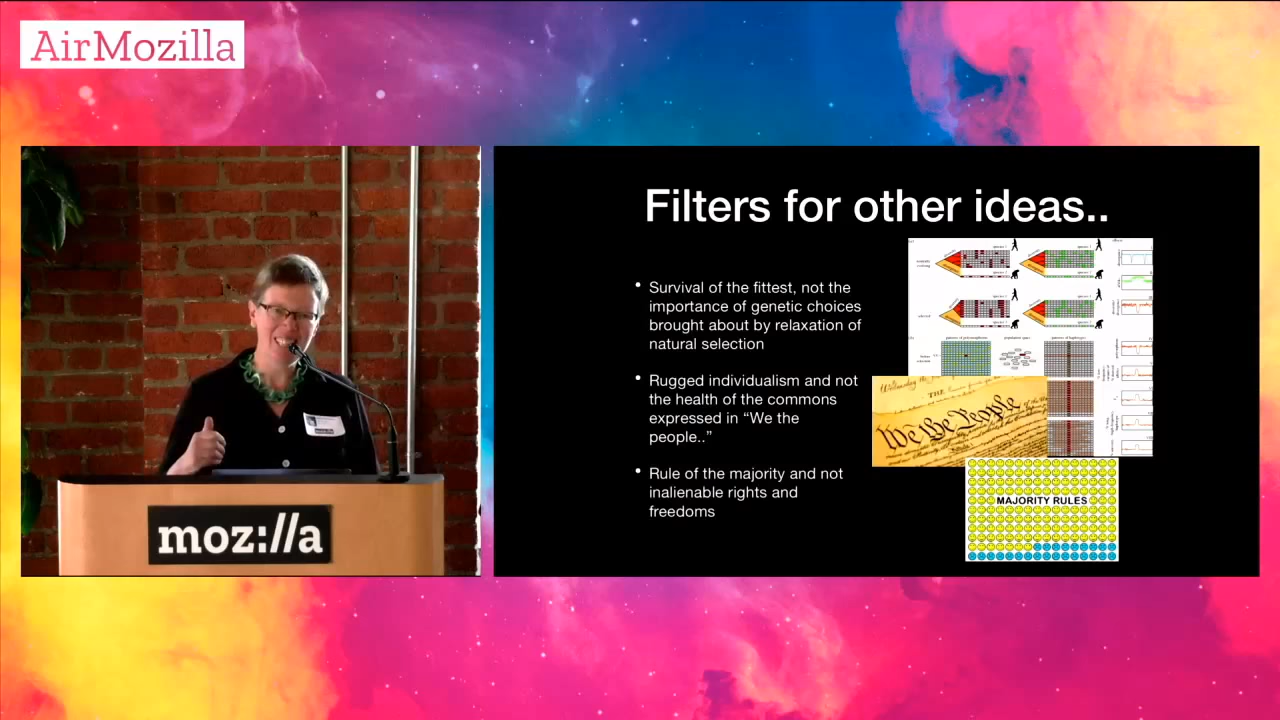 AirMozilla
moz://a
Filters for other ideas..
• Survival of the fittest, not the
importance of genetic choices
brought about by relaxation of
natural selection
• Rugged individualism and not
the health of the commons
expressed in “We the
people..”
• Rule of the majority and not
inalienable rights and
freedoms
THE
We the People
MAJORITY RULES